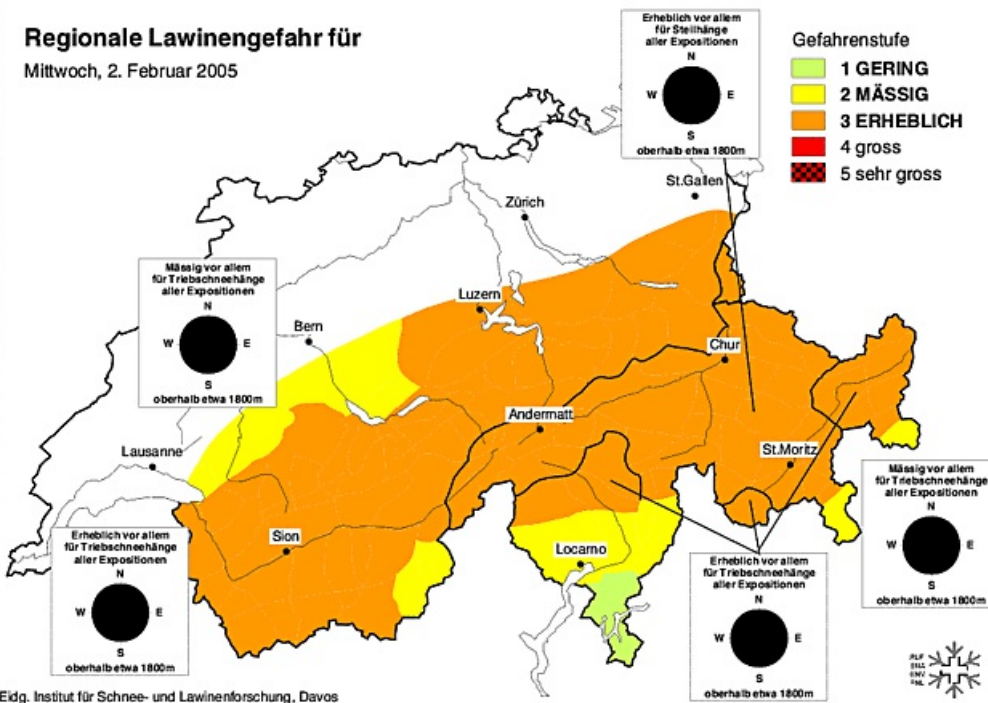 Regionale Lawinengefahr für
Mittwoch, 2. Februar 2005
Erheblich vor allem
für Steilhänge
aller Expositionen
N
W E
S
oberhalb etwa 1800m
Gefahrenstufe
1 GERING
2 MÄSSIG
3 ERHEBLICH
4 gross
5 sehr gross
St.Gallen
Zürich
Mässig vor allem
für Triebschneehänge
aller Expositionen
N
W E
S
oberhalb etwa 1800m
Luzern
Bern
Chur
Andermatt
Lausanne
St.Moritz
Mässig vor allem
für Triebschneehänge
aller Expositionen
N
W E
S
oberhalb etwa 1800m
Sion
Locarno
Erheblich vor allem
für Triebschneehänge
aller Expositionen
N
W E
S
oberhalb etwa 1800m
Erheblich vor allem
für Triebschneehänge
aller Expositionen
N
W E
S
oberhalb etwa 1800m
Eidg. Institut für Schnee- und Lawinenforschung, Davos